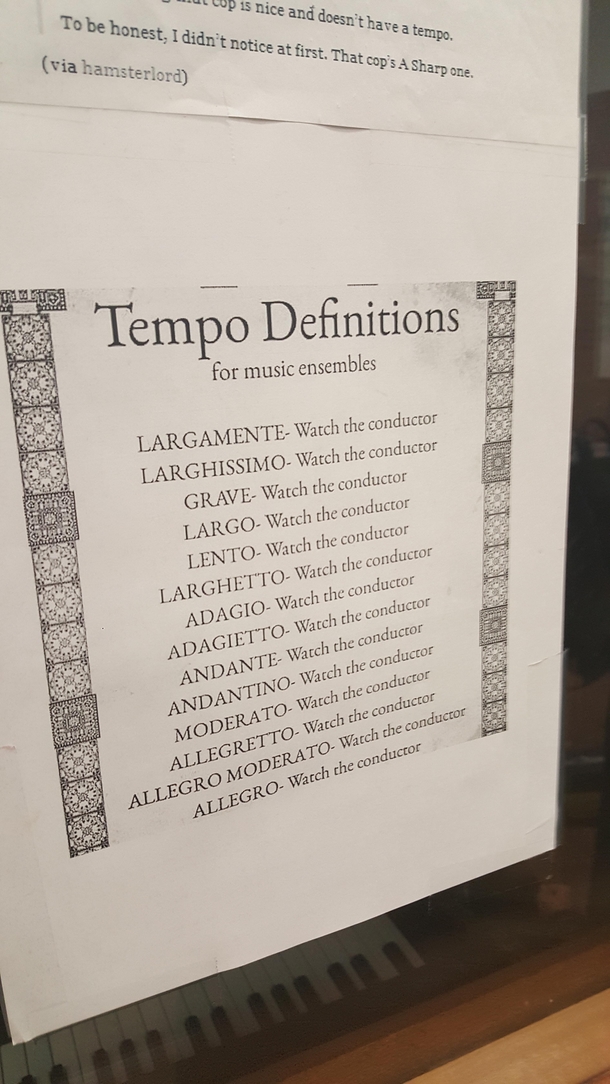 cop is nice and doesn't have a tempo.
To be honest, I didn't notice at first. That cop's A Sharp one.
(via hamsterlord)
Tempo Definitions
for music ensembles
LARGAMENTE- Watch the conductor
LARGHISSIMO- Watch the conductor
GRAVE- Watch the conductor
LARGO- Watch the conductor
LENTO- Watch the conductor
LARGHETTO- Watch the conductor
ADAGIO- Watch the conductor
ADAGIETTO- Watch the conductor
ANDANTE- Watch the conductor
ANDANTINO- Watch the conductor
MODERATO- Watch the conductor
ALLEGRETTO- Watch the conductor
ALLEGRO MODERATO- Watch the conductor
ALLEGRO- Watch the conductor